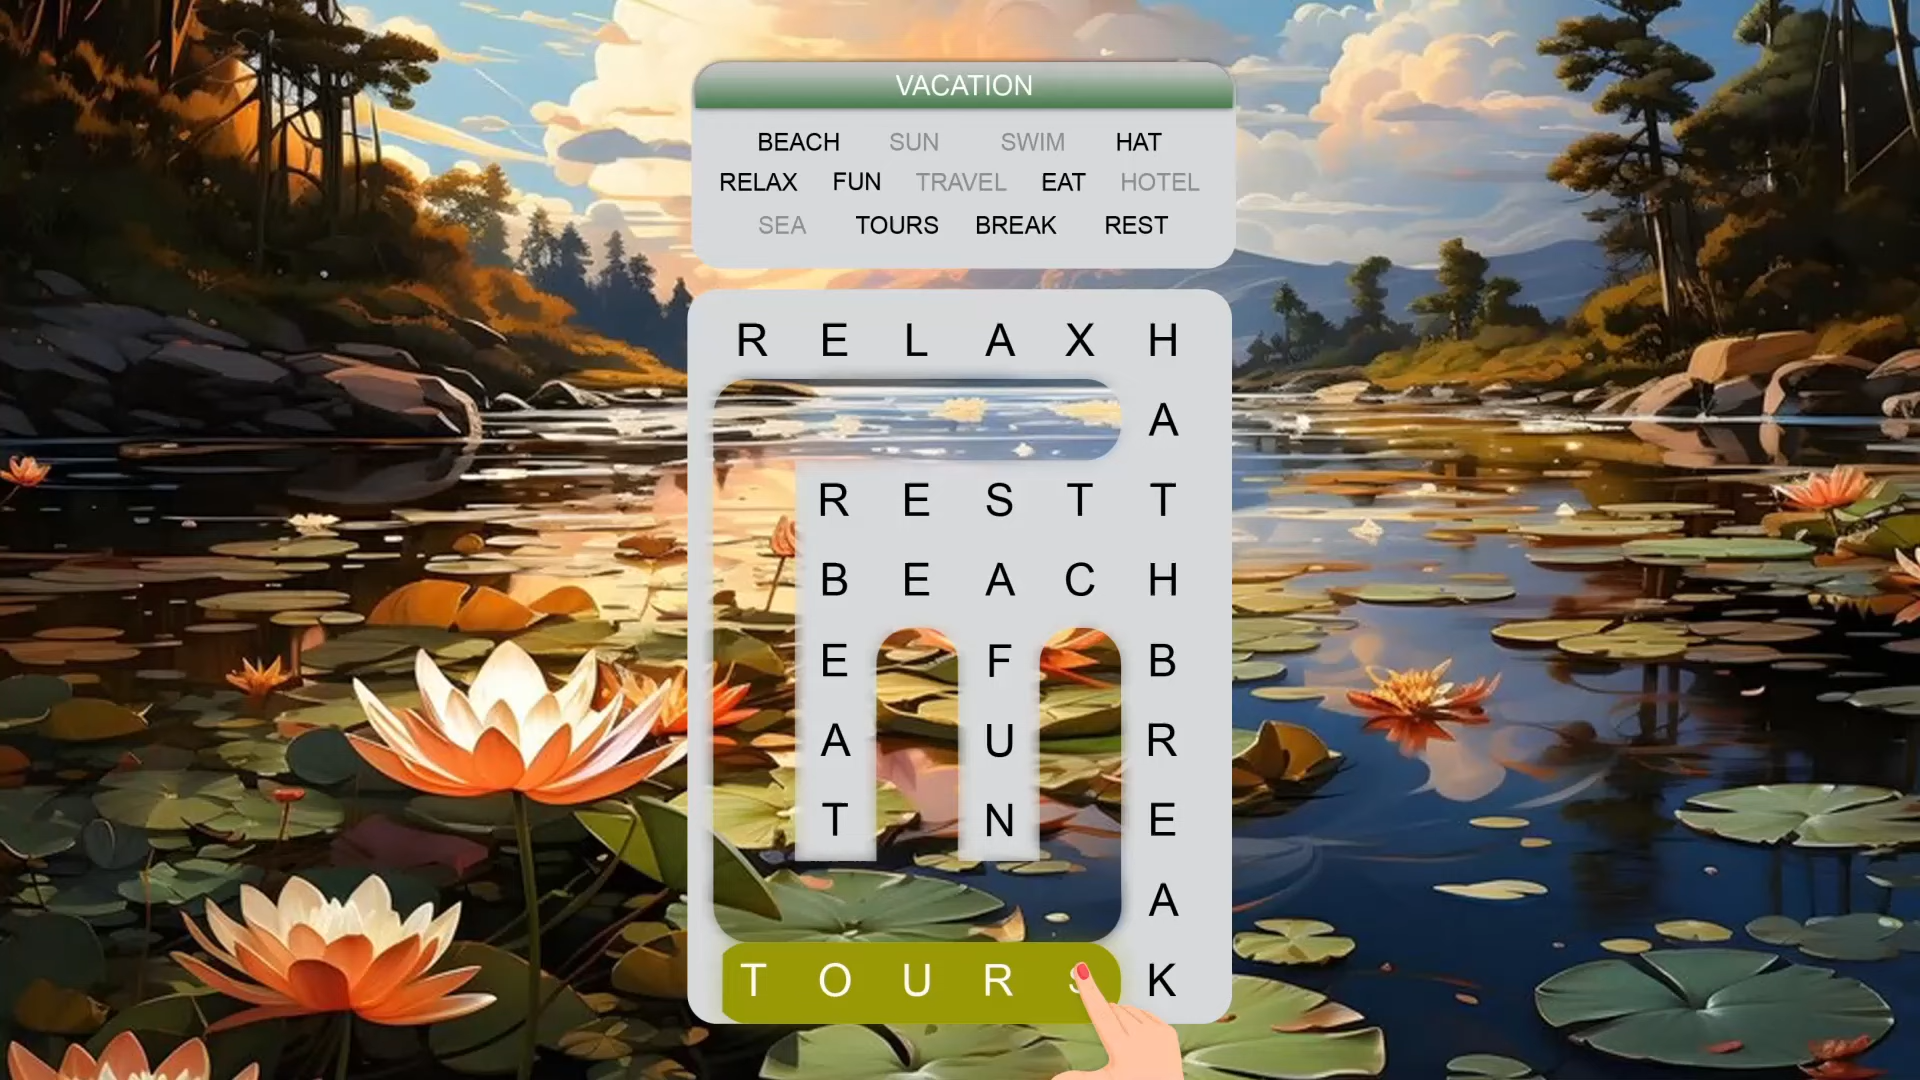 VACATION
BEACH SUN SWIM HAT
RELAX FUN TRAVEL EAT HOTEL
SEA TOURS BREAK REST
R E L A X H
A
R E S T T
B E A C H
E F B
A U R
T N E
A
T O U R S K